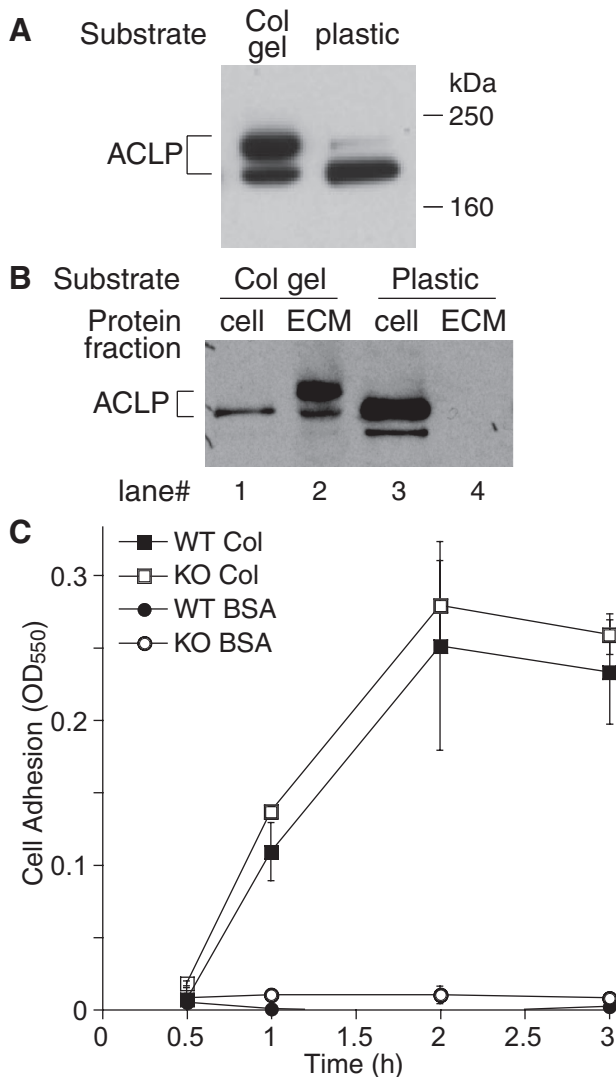 A
Substrate
Col
gel
plastic
kDa
250
ACLP
160
B
Substrate
Col gel
Plastic
Protein
fraction
cell
ECM
cell
ECM
ACLP
lane#
1
2
3
4
C
WT Col
KO Col
WT BSA
KO BSA
Cell Adhesion (OD550)
0.3
0.2
0.1
0
0
0.5
1
1.5
2
2.5
3
Time (h)